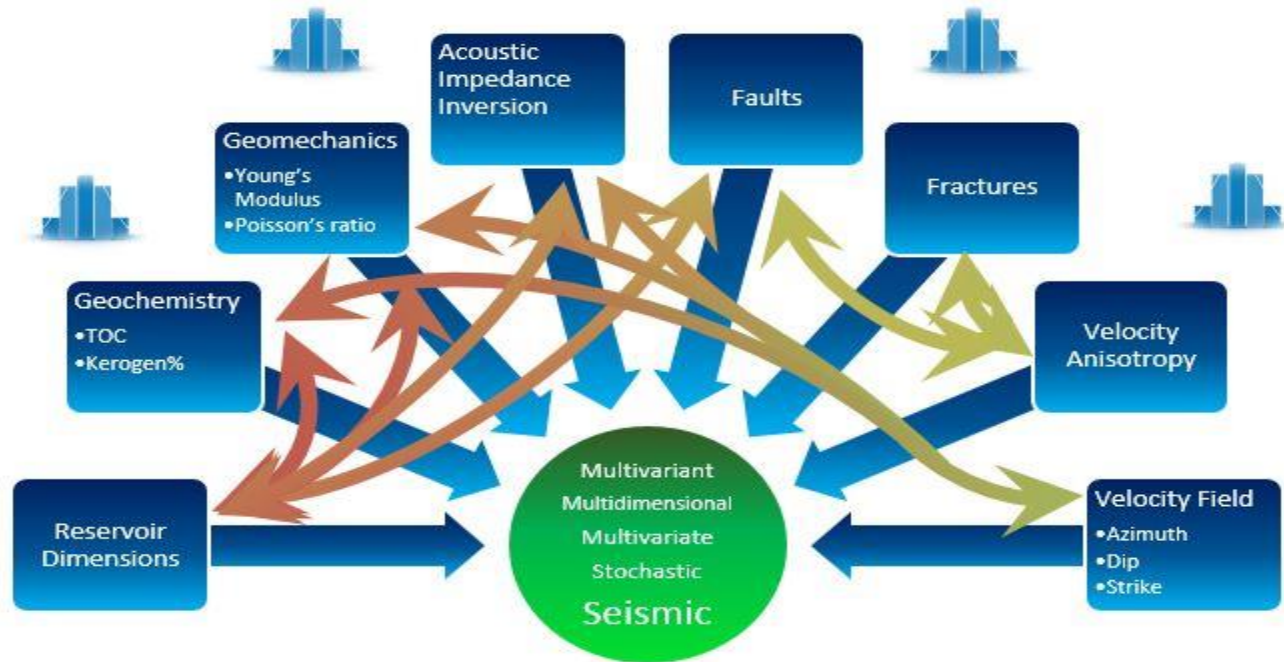 Acoustic
Impedance
Inversion
Faults
Geomechanics
•Young's
Modulus
•Poisson's ratio
Fractures
Geochemistry
•TOC
•Kerogen%
Velocity
Anisotropy
Reservoir
Dimensions
Multivariant
Multidimensional
Multivariate
Stochastic
Seismic
Velocity Field
•Azimuth
•Dip
•Strike